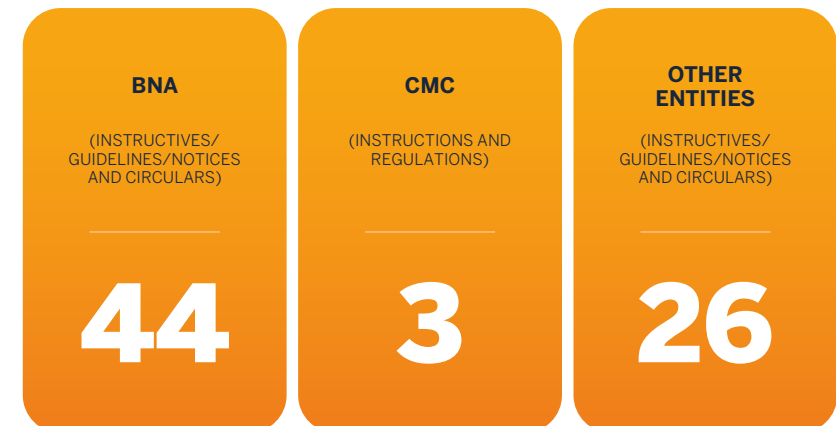 BNA
(INSTRUCTIVES/
GUIDELINES/NOTICES
AND CIRCULARS)
44
CMC
(INSTRUCTIONS AND
REGULATIONS)
3
OTHER
ENTITIES
(INSTRUCTIVES/
GUIDELINES/NOTICES
AND CIRCULARS)
26